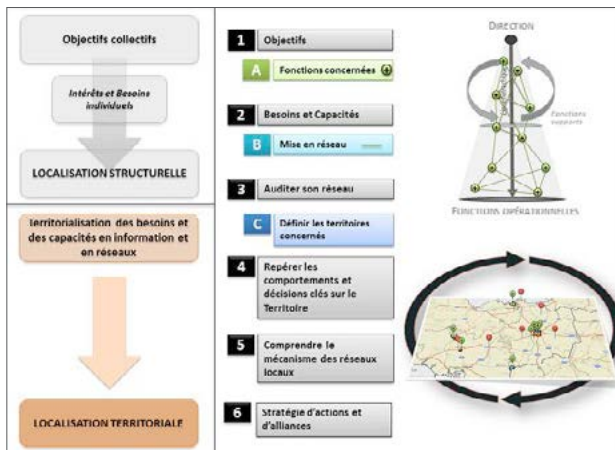 Objectifs collectifs
Intérêts et Besoins
individuels
LOCALISATION STRUCTURELLE
Territorialisation des besoins et
des capacités en information et
en réseaux
LOCALISATION TERRITORIALE
1 Objectifs
A Fonctions concernées
2 Besoins et Capacités
B Mise en réseau
3 Auditer son réseau
C Définir les territoires
concernés
4 Repérer les
comportements et
décisions clés sur le
Territoire
5 Comprendre le
mécanisme des réseaux
locaux
6 Stratégie d'actions et
d'alliances
DIRECTION
Fonctions
supports
FONCTIONS OPÉRATIONNELLES